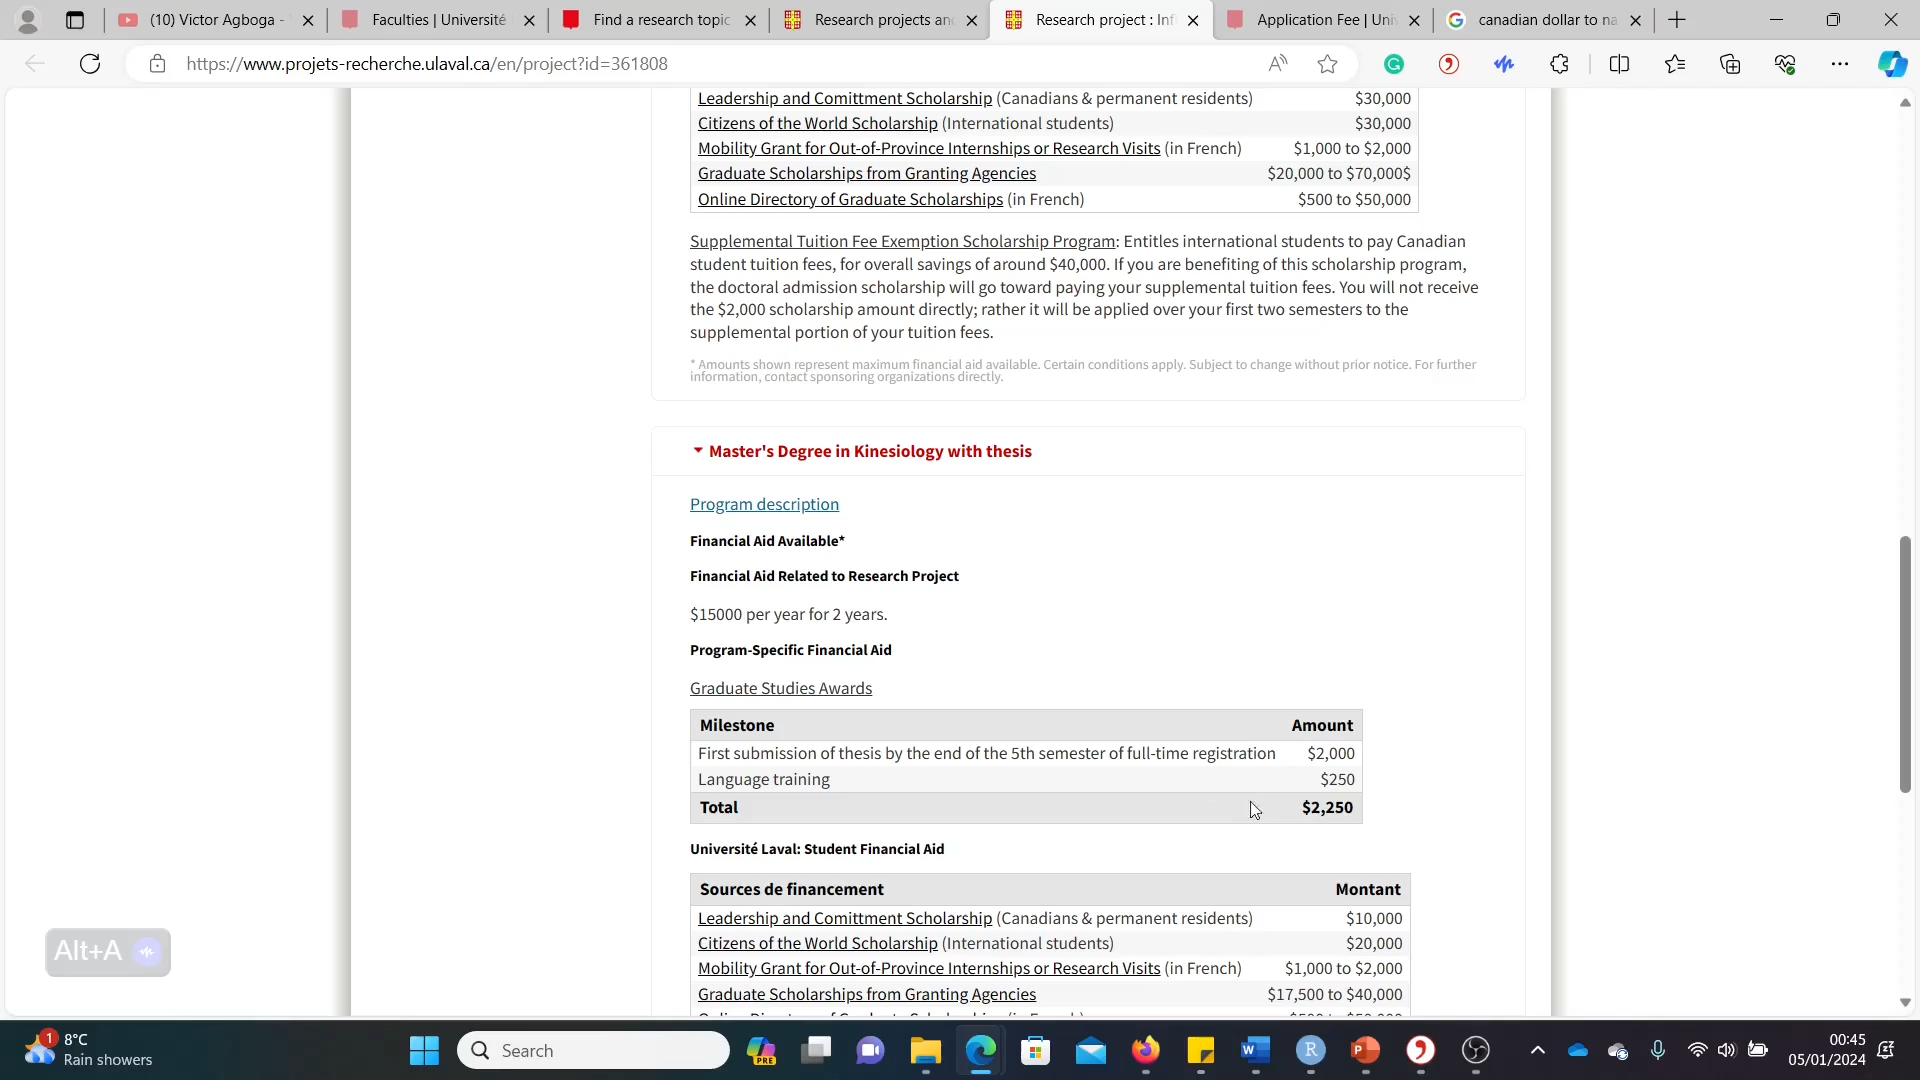 (10) Victor Agboga -
Faculties | Université
Find a research topic
Research projects and
Research project : Inf
Application Fee | Uni
canadian dollar to na
https://www.projets-recherche.ulaval.ca/en/project?id=361808
Leadership and Comittment Scholarship (Canadians & permanent residents) $30,000
Citizens of the World Scholarship (International students) $30,000
Mobility Grant for Out-of-Province Internships or Research Visits (in French) $1,000 to $2,000
Graduate Scholarships from Granting Agencies $20,000 to $70,000$
Online Directory of Graduate Scholarships (in French) $500 to $50,000
Supplemental Tuition Fee Exemption Scholarship Program: Entitles international students to pay Canadian
student tuition fees, for overall savings of around $40,000. If you are benefiting of this scholarship program,
the doctoral admission scholarship will go toward paying your supplemental tuition fees. You will not receive
the $2,000 scholarship amount directly; rather it will be applied over your first two semesters to the
supplemental portion of your tuition fees.
* Amounts shown represent maximum financial aid available. Certain conditions apply. Subject to change without prior notice. For further
information, contact sponsoring organizations directly.
Master's Degree in Kinesiology with thesis
Program description
Financial Aid Available*
Financial Aid Related to Research Project
$15000 per year for 2 years.
Program-Specific Financial Aid
Graduate Studies Awards
Milestone Amount
First submission of thesis by the end of the 5th semester of full-time registration $2,000
Language training $250
Total $2,250
Université Laval: Student Financial Aid
Sources de financement Montant
Leadership and Comittment Scholarship (Canadians & permanent residents) $10,000
Citizens of the World Scholarship (International students) $20,000
Mobility Grant for Out-of-Province Internships or Research Visits (in French) $1,000 to $2,000
Graduate Scholarships from Granting Agencies $17,500 to $40,000
Alt+A
1
8°C
Rain showers
Search
PRE
00:45
05/01/2024